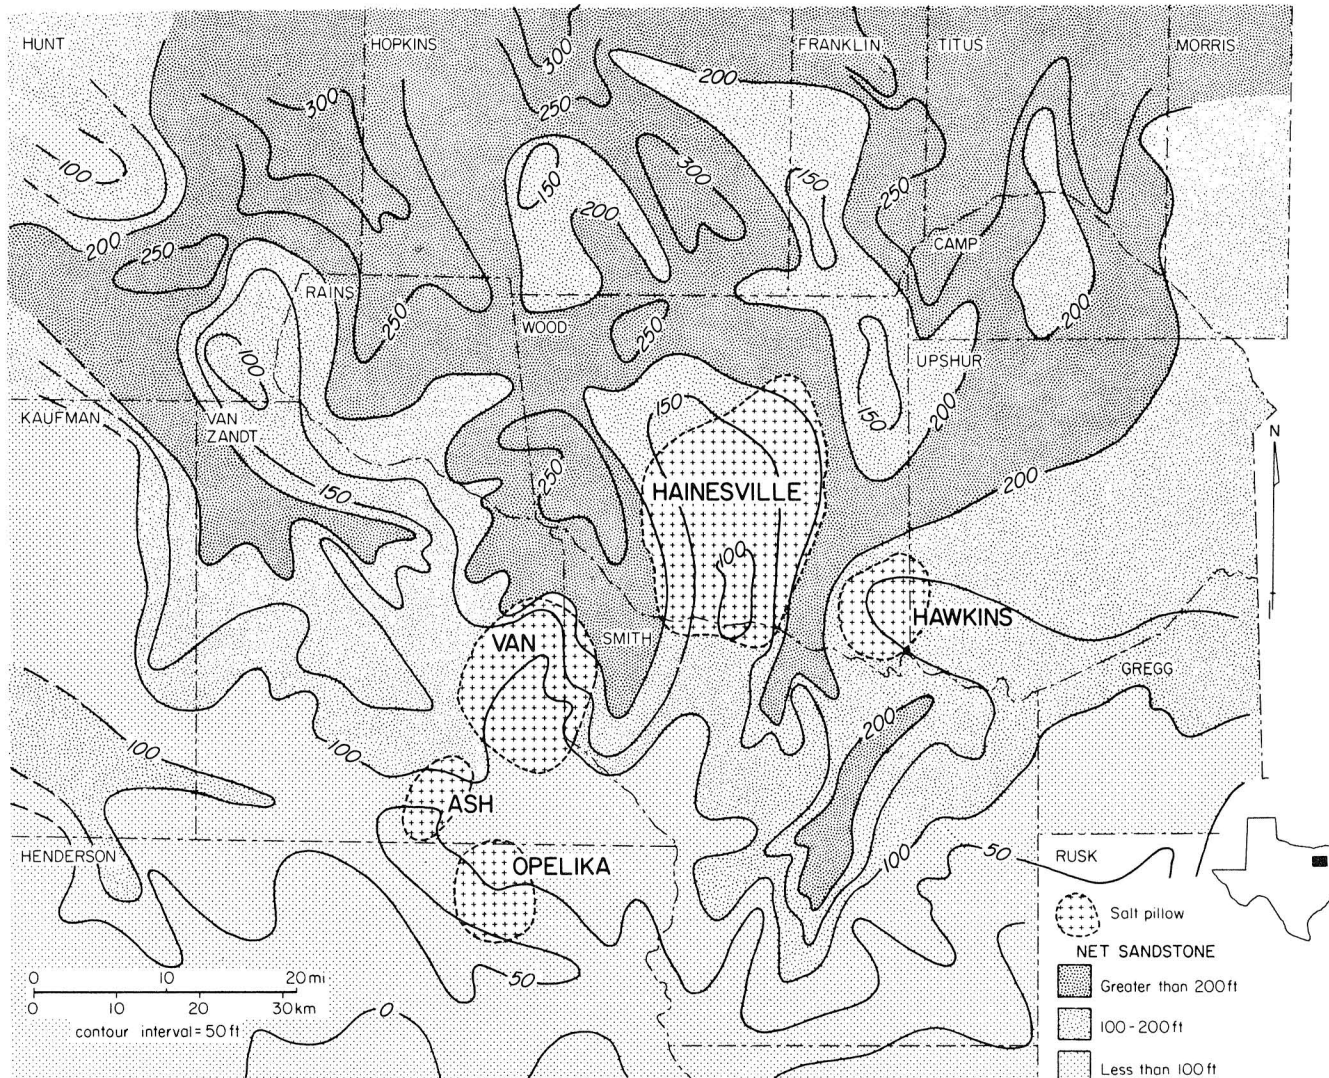 HUNT
HOPKINS
FRANKLIN
TITUS
MORRIS
300
200
300
250
100
150
300
150
250
200
200
250
CAMP
RAINS
250
200
WOOD
250
UPSHUR
100
KAUFMAN
VAN
ZANDT
150
150
200
N
250
HAINESVILLE
200
150
100
HAWKINS
VAN
SMITH
GREGG
200
100
100
ASH
HENDERSON
OPELIKA
100
50
RUSK
Salt pillow
50
NET SANDSTONE
0 10 20 mi
Greater than 200 ft
0 10 20 30 km
0
contour interval = 50 ft
100 - 200 ft
Less than 100 ft